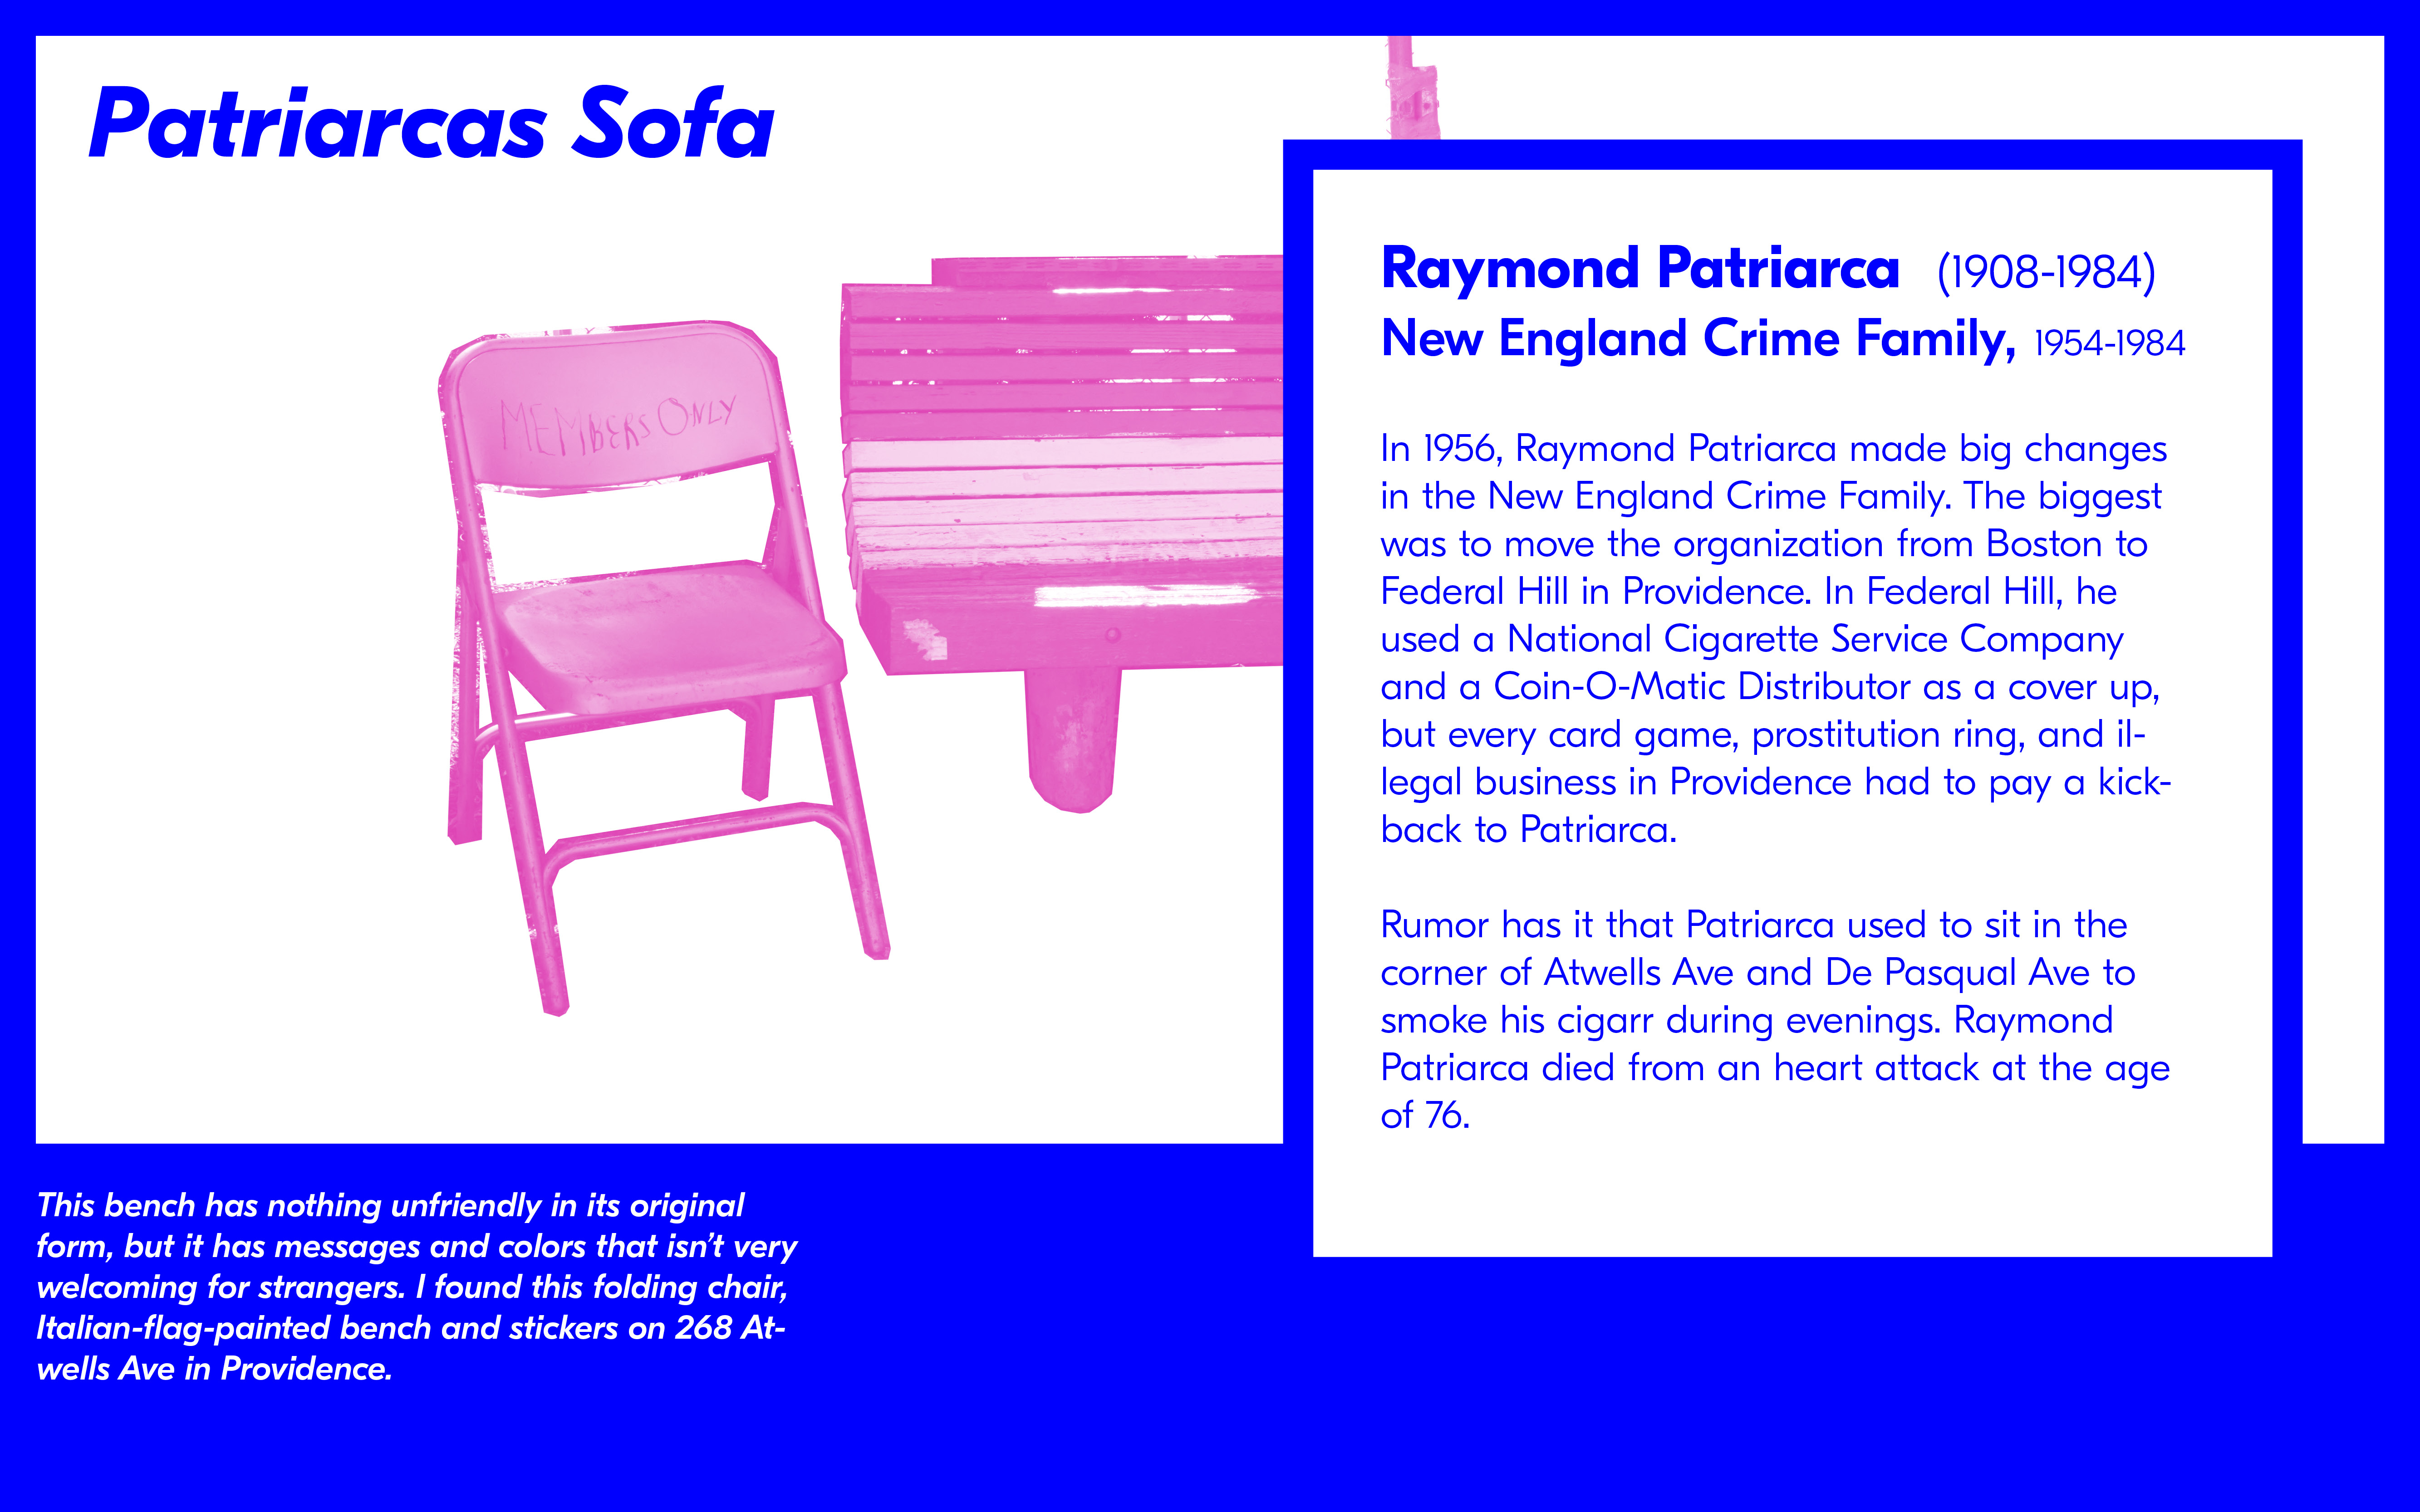 Patriarcas Sofa
MEMBERS ONLY
Raymond Patriarca (1908-1984)
New England Crime Family, 1954-1984
In 1956, Raymond Patriarca made big changes
in the New England Crime Family. The biggest
was to move the organization from Boston to
Federal Hill in Providence. In Federal Hill, he
used a National Cigarette Service Company
and a Coin-O-Matic Distributor as a cover up,
but every card game, prostitution ring, and il-
legal business in Providence had to pay a kick-
back to Patriarca.
Rumor has it that Patriarca used to sit in the
corner of Atwells Ave and De Pasqual Ave to
smoke his cigarr during evenings. Raymond
Patriarca died from an heart attack at the age
of 76.
This bench has nothing unfriendly in its original
form, but it has messages and colors that isn’t very
welcoming for strangers. I found this folding chair,
Italian-flag-painted bench and stickers on 268 At-
wells Ave in Providence.